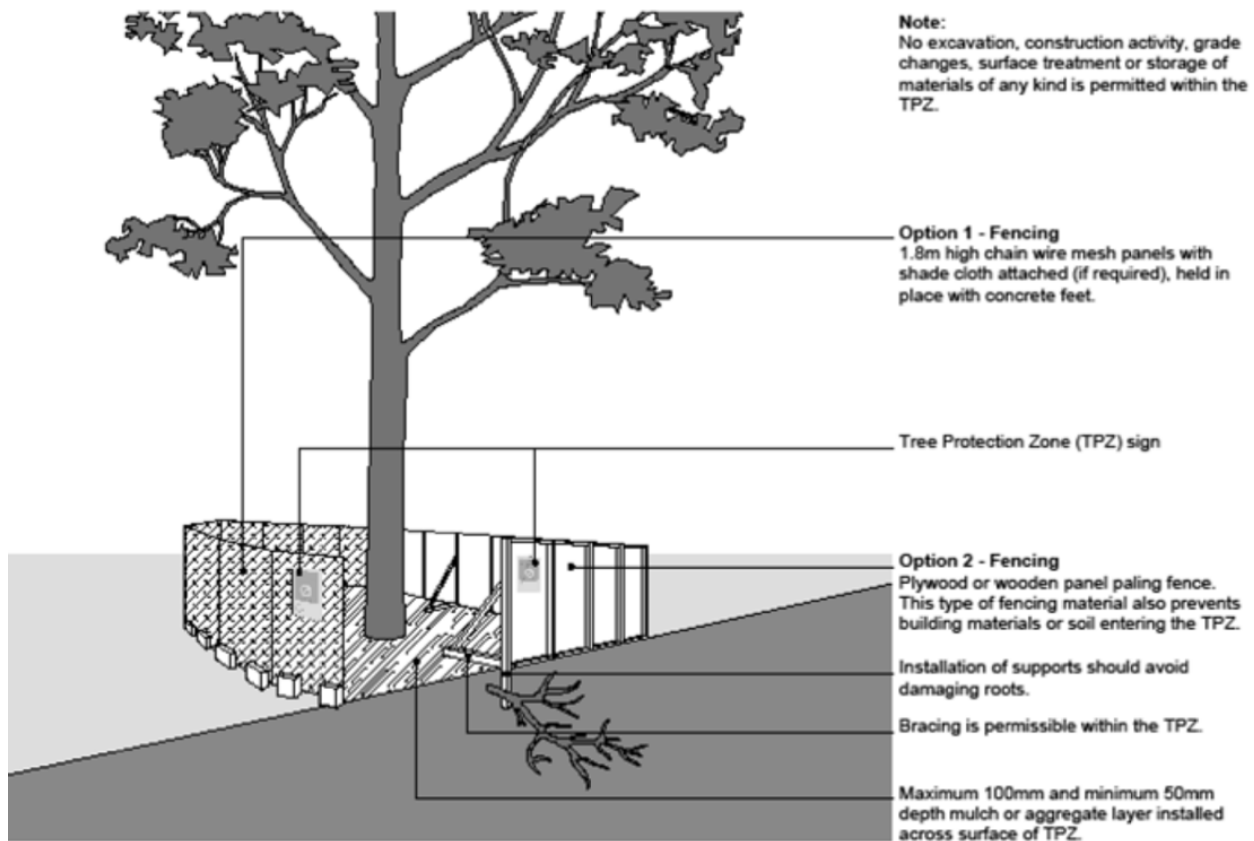 Note:
No excavation, construction activity, grade
changes, surface treatment or storage of
materials of any kind is permitted within the
TPZ.
Option 1 - Fencing
1.8m high chain wire mesh panels with
shade cloth attached (if required), held in
place with concrete feet.
Tree Protection Zone (TPZ) sign
Option 2 - Fencing
Plywood or wooden panel paling fence.
This type of fencing material also prevents
building materials or soil entering the TPZ.
Installation of supports should avoid
damaging roots.
Bracing is permissible within the TPZ.
Maximum 100mm and minimum 50mm
depth mulch or aggregate layer installed
across surface of TPZ.